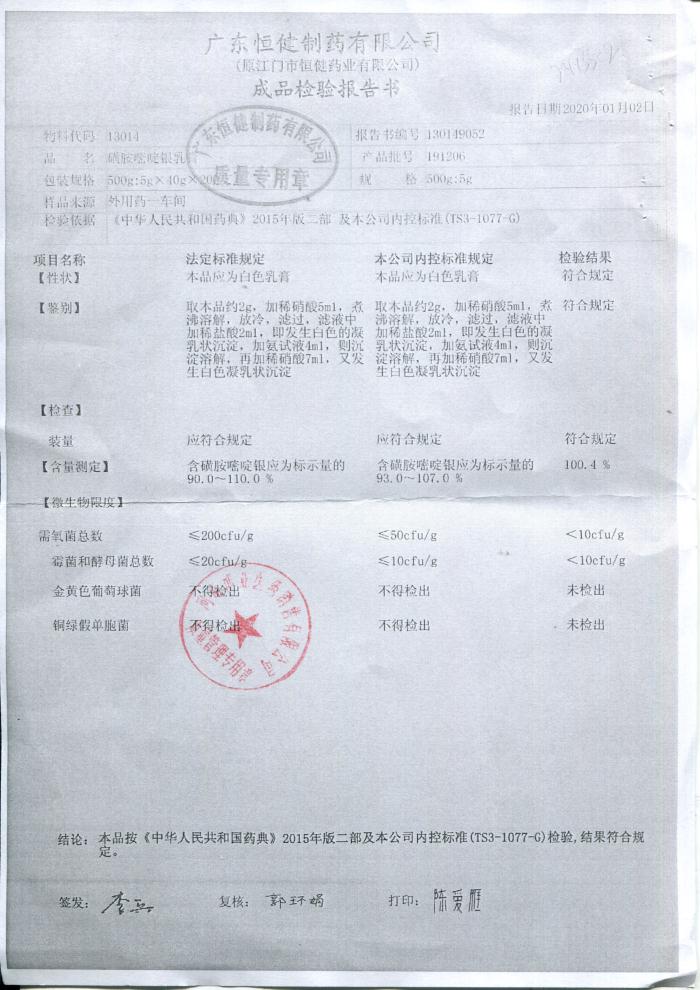 广东恒健制药有限公司
(原江门市恒健药业有限公司)
成品检验报告书
报告日期2020年01月02日
物料代码 13014 报告书编号 130149052
品 名 磺胺嘧啶银乳 产品批号 191206
包装规格 500g:5g×40g×20 规 格 500g:5g
样品来源 外用药一车间
检验依据 《中华人民共和国药典》2015年版二部 及本公司内控标准(TS3-1077-G)
广东恒健制药有限公司
质量专用章
项目名称 法定标准规定 本公司内控标准规定 检验结果
【性状】 本品应为白色乳膏 本品应为白色乳膏 符合规定
【鉴别】 取本品约2g, 加稀硝酸5ml, 煮 取本品约2g, 加稀硝酸5ml, 煮 符合规定
沸溶解, 放冷, 滤过, 滤液中 沸溶解, 放冷, 滤过, 滤液中
加稀盐酸2ml, 即发生白色的凝 加稀盐酸2ml, 即发生白色的凝
乳状沉淀, 加氨试液4ml, 则沉 乳状沉淀, 加氨试液4ml, 则沉
淀溶解, 再加稀硝酸7ml, 又发 淀溶解, 再加稀硝酸7ml, 又发
生白色凝乳状沉淀 生白色凝乳状沉淀
【检查】
装量 应符合规定 应符合规定 符合规定
【含量测定】 含磺胺嘧啶银应为标示量的 含磺胺嘧啶银应为标示量的 100.4 %
90.0~110.0 % 93.0~107.0 %
【微生物限度】
需氧菌总数 ≤200cfu/g ≤50cfu/g <10cfu/g
霉菌和酵母菌总数 ≤20cfu/g ≤10cfu/g <10cfu/g
金黄色葡萄球菌 不得检出 不得检出 未检出
铜绿假单胞菌 不得检出 不得检出 未检出
管理专用章
结论: 本品按《中华人民共和国药典》2015年版二部及本公司内控标准(TS3-1077-G)检验,结果符合规
定。
签发: 李兵 复核: 郭环娟 打印: 陈爱雁